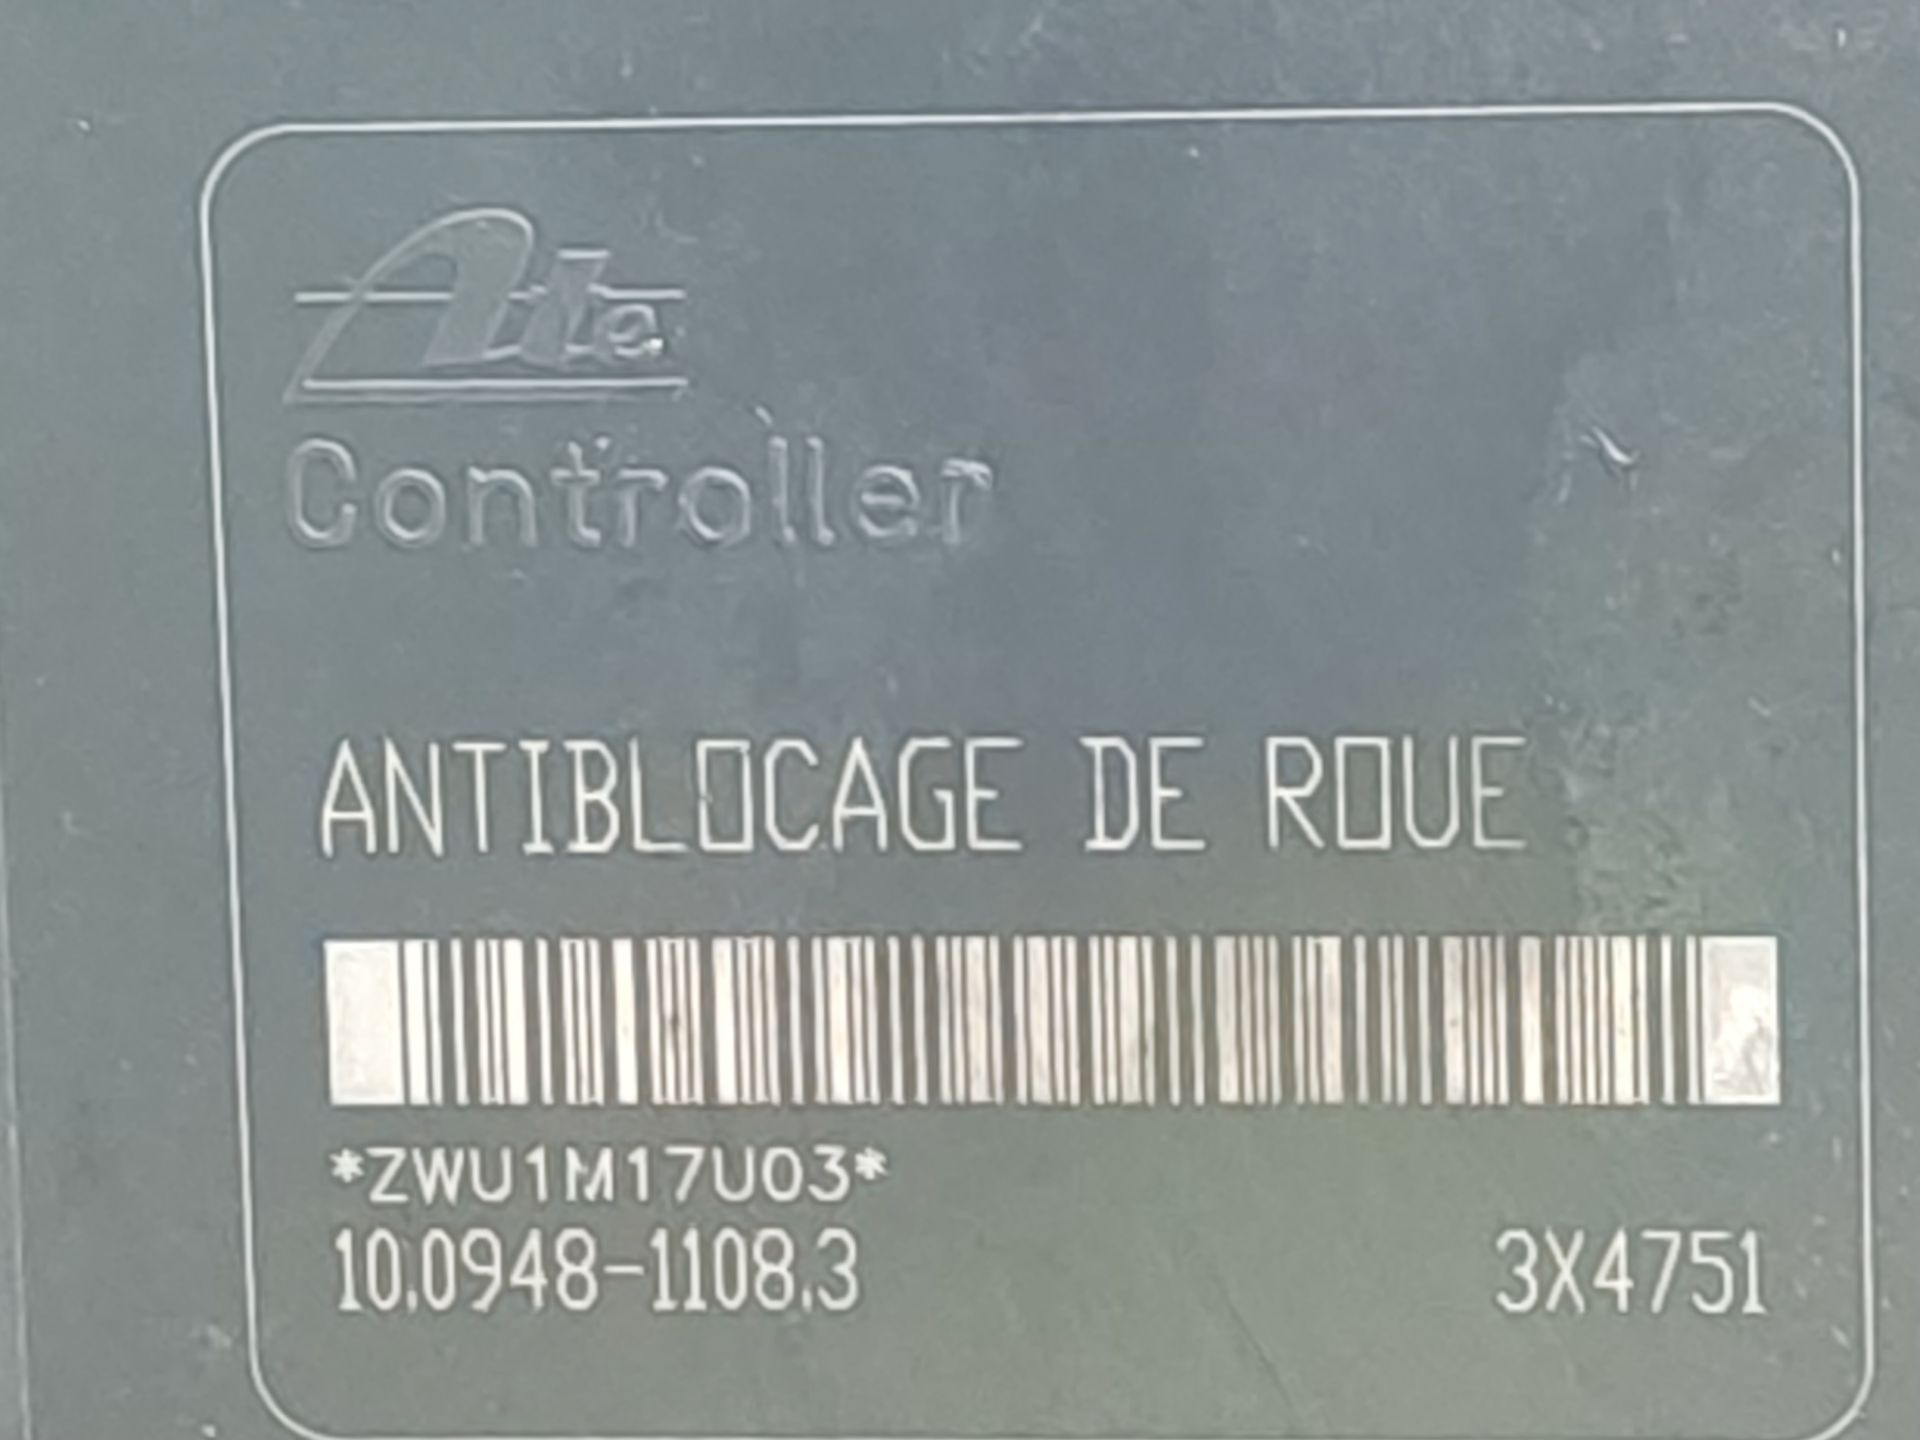 Ate
Controller
ANTIBLOCAGE DE ROUE
*ZWU1M17U03*
10.0948-1108.3
3X4751